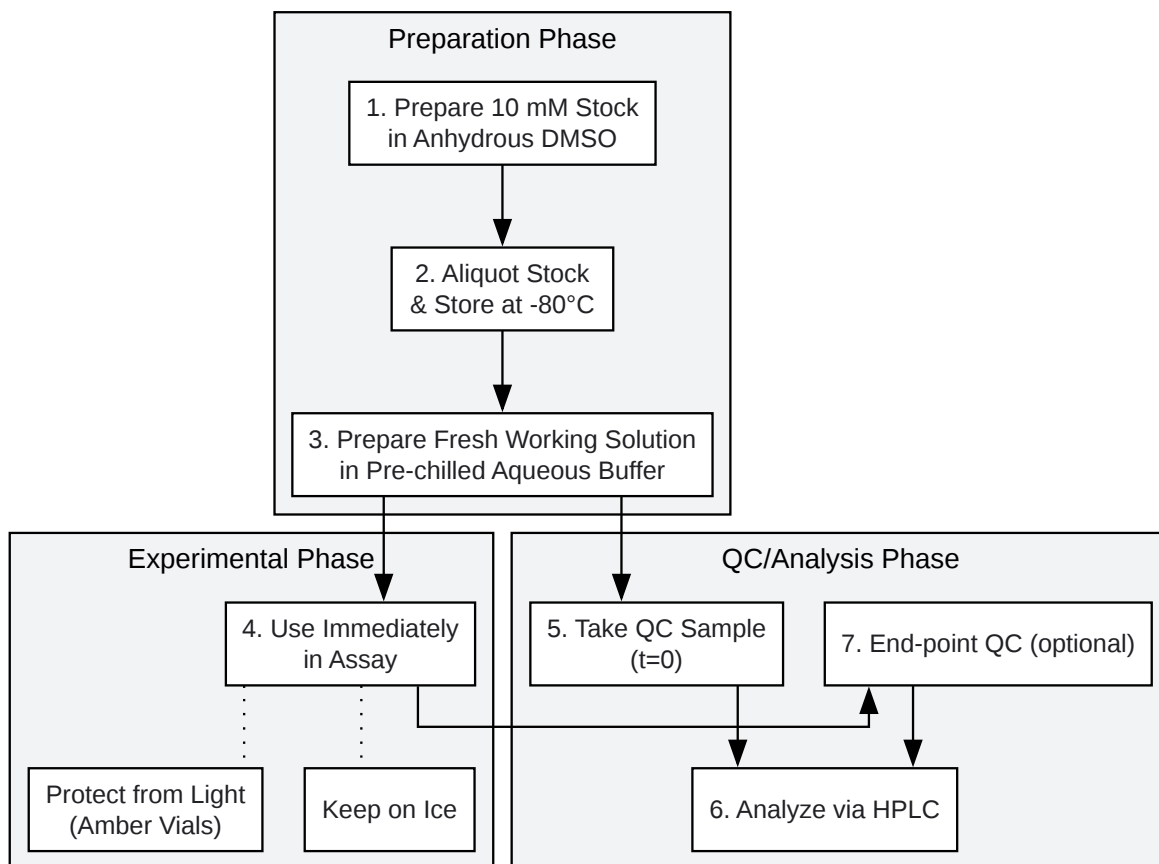 Preparation Phase
1. Prepare 10 mM Stock
in Anhydrous DMSO
2. Aliquot Stock
& Store at -80°C
3. Prepare Fresh Working Solution
in Pre-chilled Aqueous Buffer
Experimental Phase
4. Use Immediately
in Assay
Protect from Light
(Amber Vials)
Keep on Ice
QC/Analysis Phase
5. Take QC Sample
(t=0)
7. End-point QC (optional)
6. Analyze via HPLC